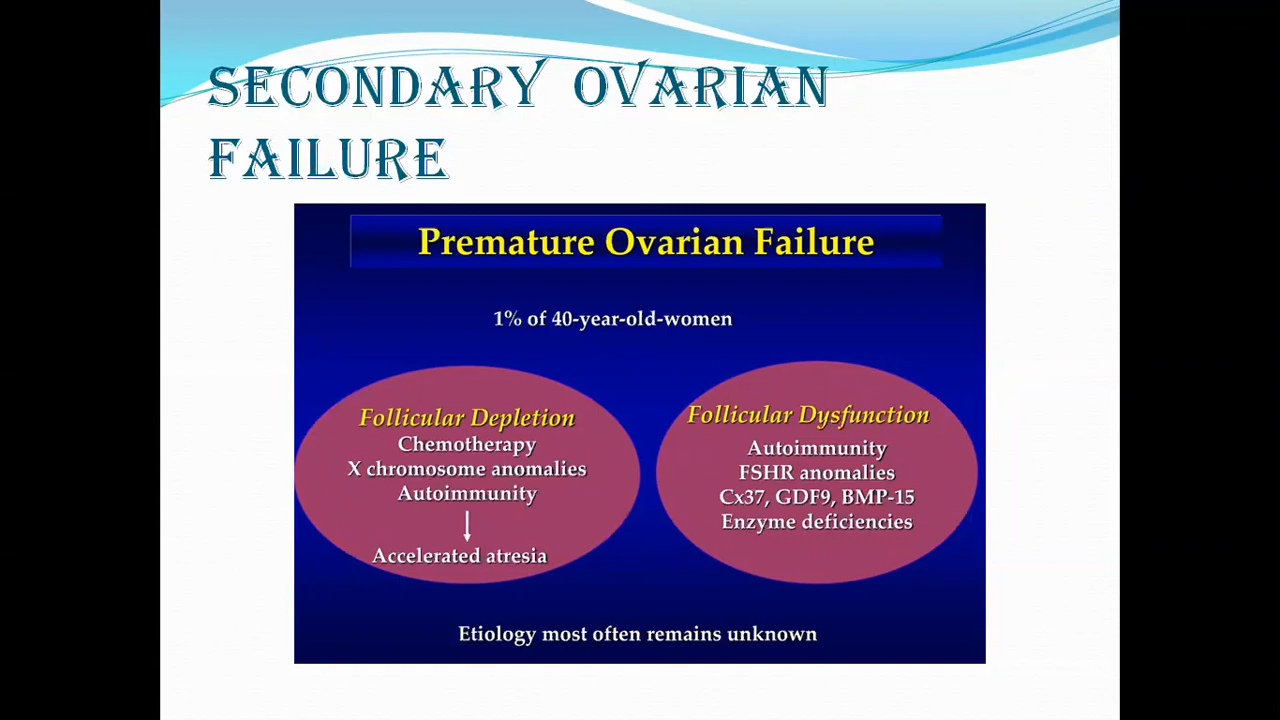 SECONDARY OVARIAN
FAILURE
Premature Ovarian Failure
1% of 40-year-old-women
Follicular Depletion
Chemotherapy
X chromosome anomalies
Autoimmunity
Accelerated atresia
Follicular Dysfunction
Autoimmunity
FSHR anomalies
Cx37, GDF9, BMP-15
Enzyme deficiencies
Etiology most often remains unknown